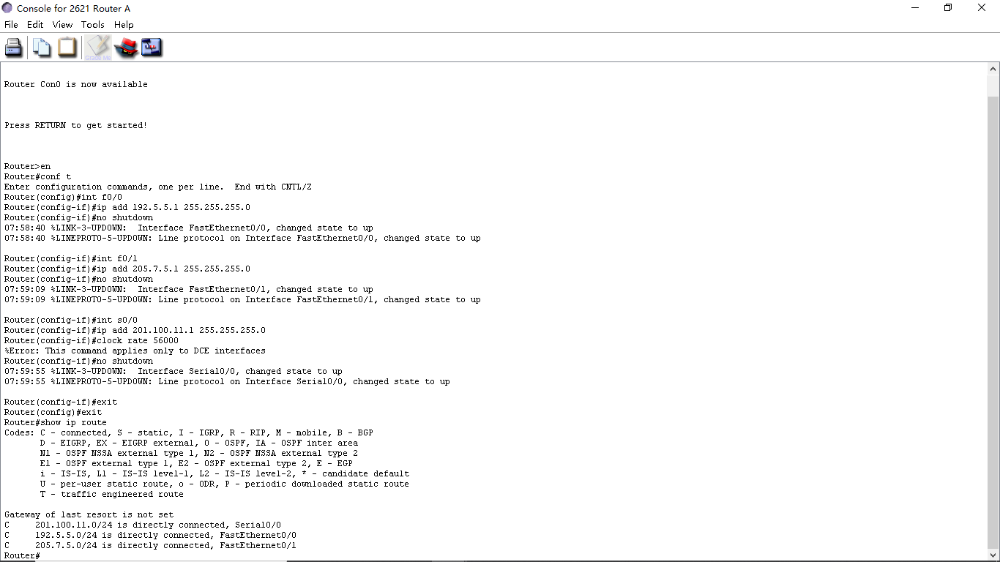 Console for 2621 Router A
File Edit View Tools Help
Grade Me
Router Con0 is now available
Press RETURN to get started!
Router>en
Router#conf t
Enter configuration commands, one per line.  End with CNTL/Z
Router(config)#int f0/0
Router(config-if)#ip add 192.5.5.1 255.255.255.0
Router(config-if)#no shutdown
07:58:40 %LINK-3-UPDOWN:  Interface FastEthernet0/0, changed state to up
07:58:40 %LINEPROTO-5-UPDOWN: Line protocol on Interface FastEthernet0/0, changed state to up
Router(config-if)#int f0/1
Router(config-if)#ip add 205.7.5.1 255.255.255.0
Router(config-if)#no shutdown
07:59:09 %LINK-3-UPDOWN:  Interface FastEthernet0/1, changed state to up
07:59:09 %LINEPROTO-5-UPDOWN: Line protocol on Interface FastEthernet0/1, changed state to up
Router(config-if)#int s0/0
Router(config-if)#ip add 201.100.11.1 255.255.255.0
Router(config-if)#clock rate 56000
%Error: This command applies only to DCE interfaces
Router(config-if)#no shutdown
07:59:55 %LINK-3-UPDOWN:  Interface Serial0/0, changed state to up
07:59:55 %LINEPROTO-5-UPDOWN: Line protocol on Interface Serial0/0, changed state to up
Router(config-if)#exit
Router(config)#exit
Router#show ip route
Codes: C - connected, S - static, I - IGRP, R - RIP, M - mobile, B - BGP
       D - EIGRP, EX - EIGRP external, O - OSPF, IA - OSPF inter area
       N1 - OSPF NSSA external type 1, N2 - OSPF NSSA external type 2
       E1 - OSPF external type 1, E2 - OSPF external type 2, E - EGP
       i - IS-IS, L1 - IS-IS level-1, L2 - IS-IS level-2, * - candidate default
       U - per-user static route, o - ODR, P - periodic downloaded static route
       T - traffic engineered route
Gateway of last resort is not set
C     201.100.11.0/24 is directly connected, Serial0/0
C     192.5.5.0/24 is directly connected, FastEthernet0/0
C     205.7.5.0/24 is directly connected, FastEthernet0/1
Router#